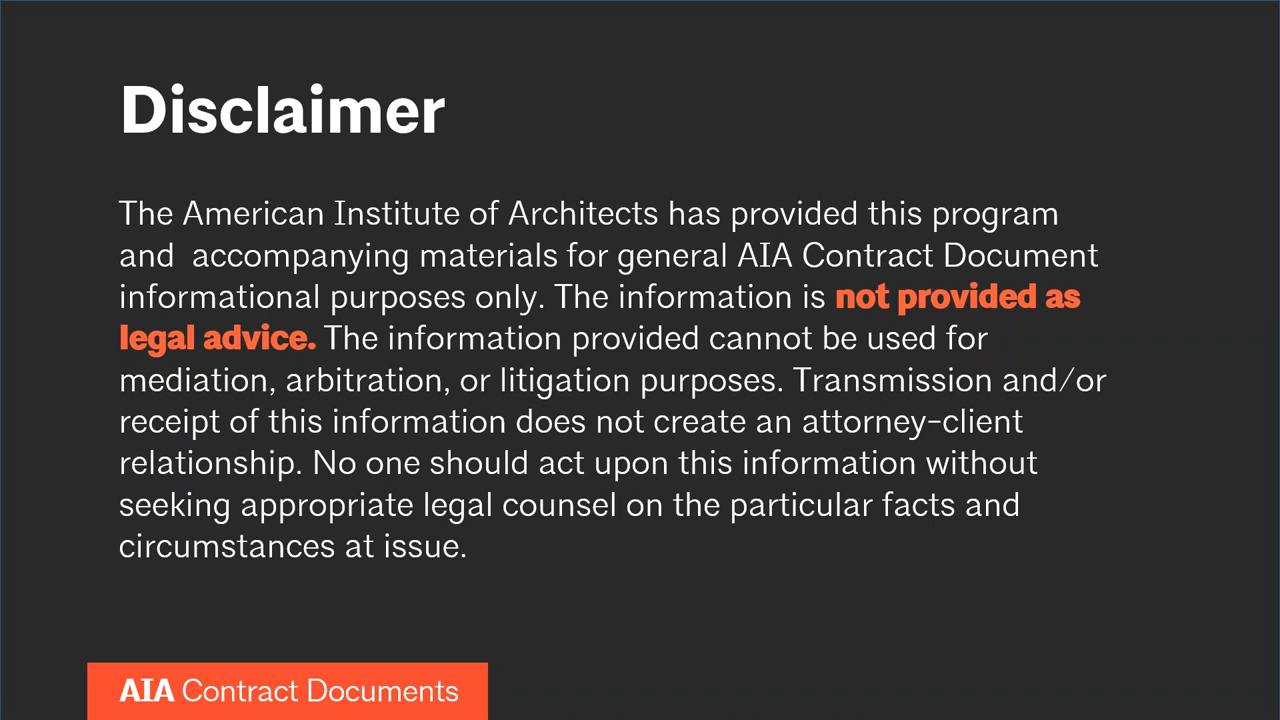 Disclaimer
The American Institute of Architects has provided this program
and  accompanying materials for general AIA Contract Document
informational purposes only. The information is not provided as
legal advice. The information provided cannot be used for
mediation, arbitration, or litigation purposes. Transmission and/or
receipt of this information does not create an attorney-client
relationship. No one should act upon this information without
seeking appropriate legal counsel on the particular facts and
circumstances at issue.
AIA Contract Documents